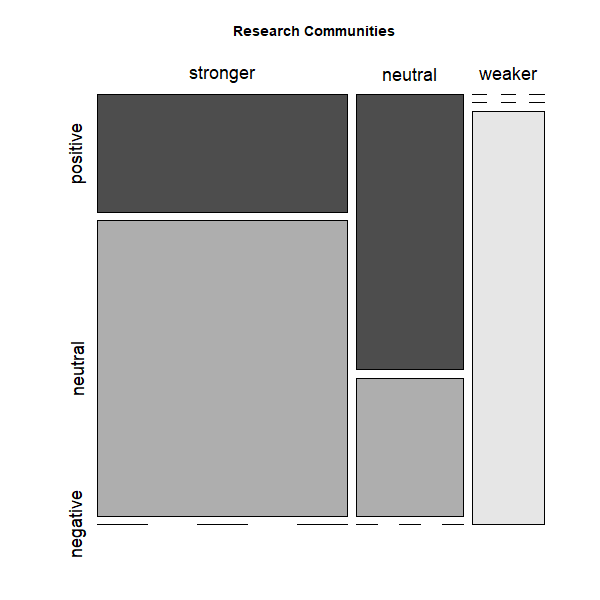 Research Communities
stronger
neutral
weaker
positive
neutral
negative